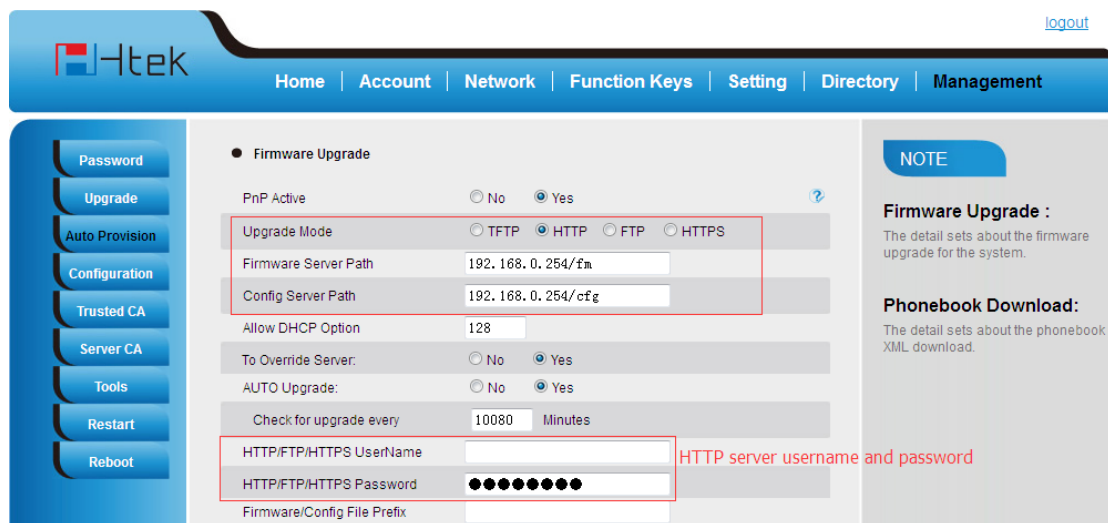 logout
Htek
Home | Account | Network | Function Keys | Setting | Directory | Management
Password
Upgrade
Auto Provision
Configuration
Trusted CA
Server CA
Tools
Restart
Reboot
Firmware Upgrade
PnP Active No Yes
Upgrade Mode TFTP HTTP FTP HTTPS
Firmware Server Path 192.168.0.254/fm
Config Server Path 192.168.0.254/cfg
Allow DHCP Option 128
To Override Server: No Yes
AUTO Upgrade: No Yes
Check for upgrade every 10080 Minutes
HTTP/FTP/HTTPS UserName
HTTP server username and password
HTTP/FTP/HTTPS Password ●●●●●●●●
Firmware/Config File Prefix
NOTE
Firmware Upgrade :
The detail sets about the firmware
upgrade for the system.
Phonebook Download:
The detail sets about the phonebook
XML download.